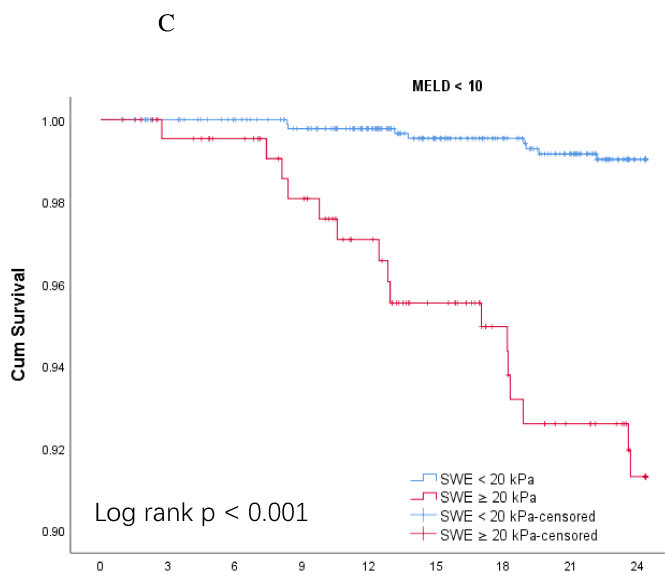 C
MELD < 10
1.00
0.98
0.96
0.94
0.92
0.90
Cum Survival
SWE < 20 kPa
SWE ≥ 20 kPa
SWE < 20 kPa-censored
SWE ≥ 20 kPa-censored
Log rank p < 0.001
0 3 6 9 12 15 18 21 24